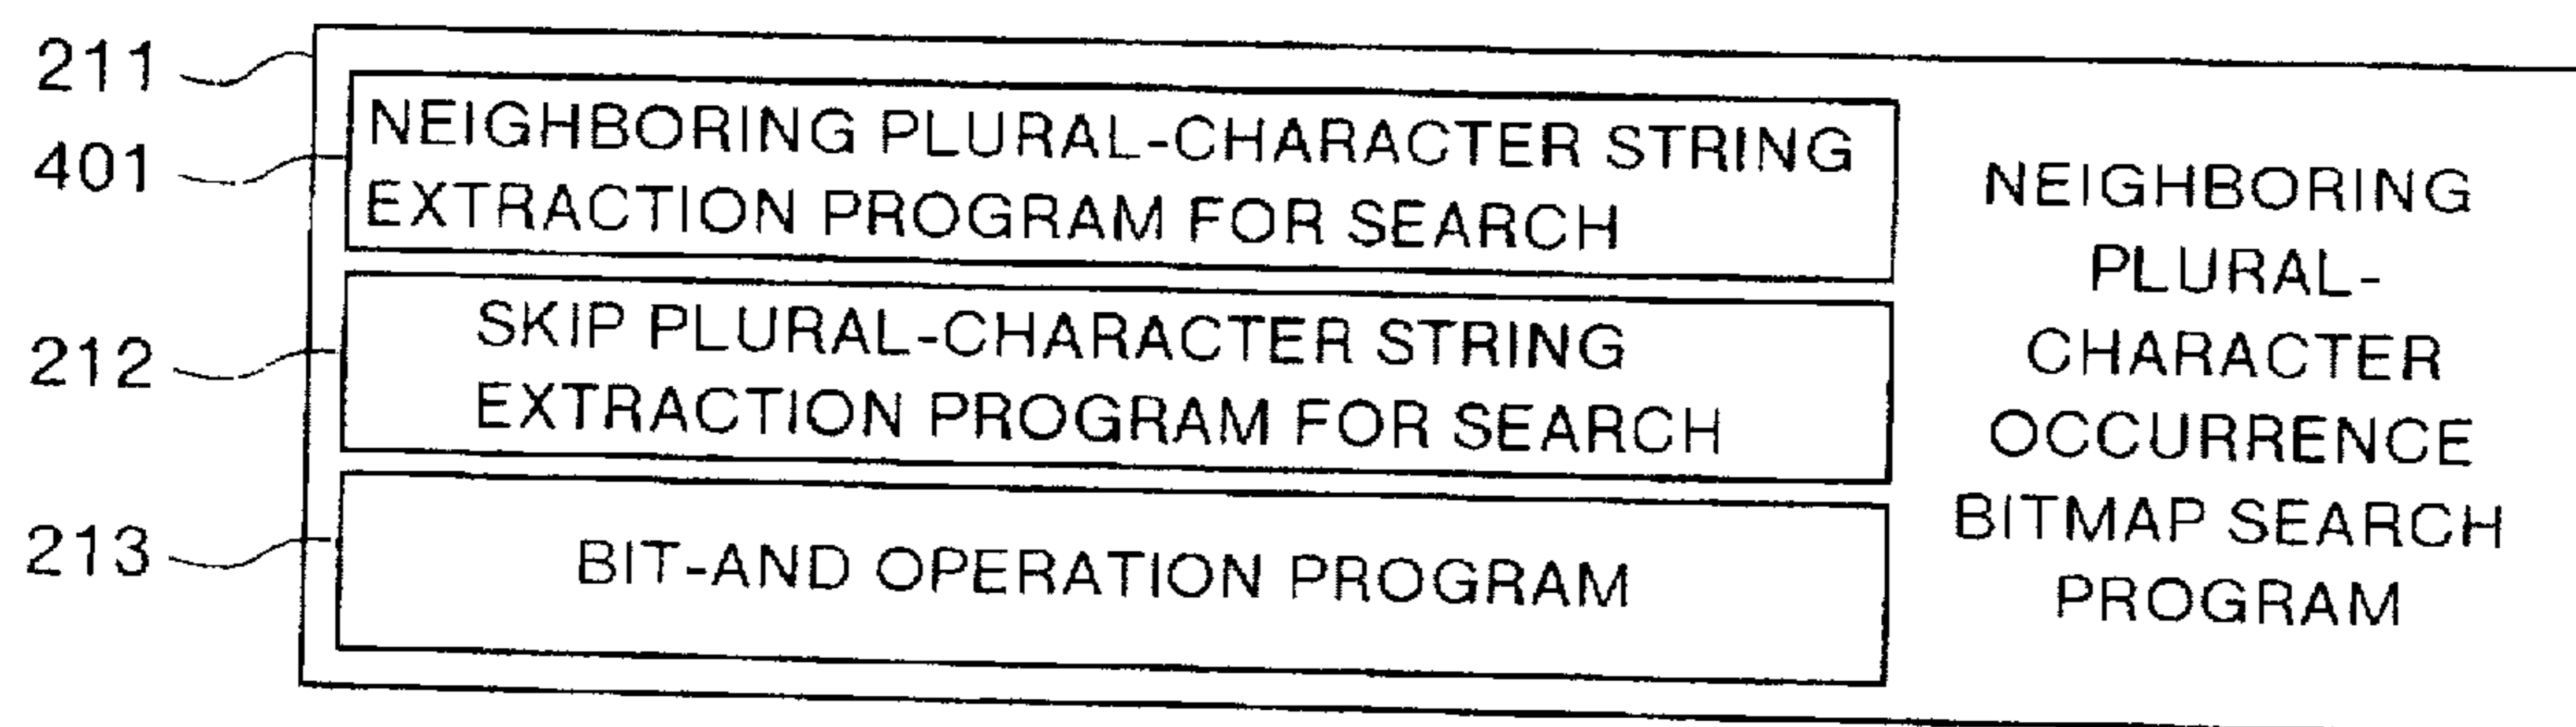 211
401
NEIGHBORING PLURAL-CHARACTER STRING
EXTRACTION PROGRAM FOR SEARCH
212
SKIP PLURAL-CHARACTER STRING
EXTRACTION PROGRAM FOR SEARCH
213
BIT-AND OPERATION PROGRAM
NEIGHBORING
PLURAL-
CHARACTER
OCCURRENCE
BITMAP SEARCH
PROGRAM